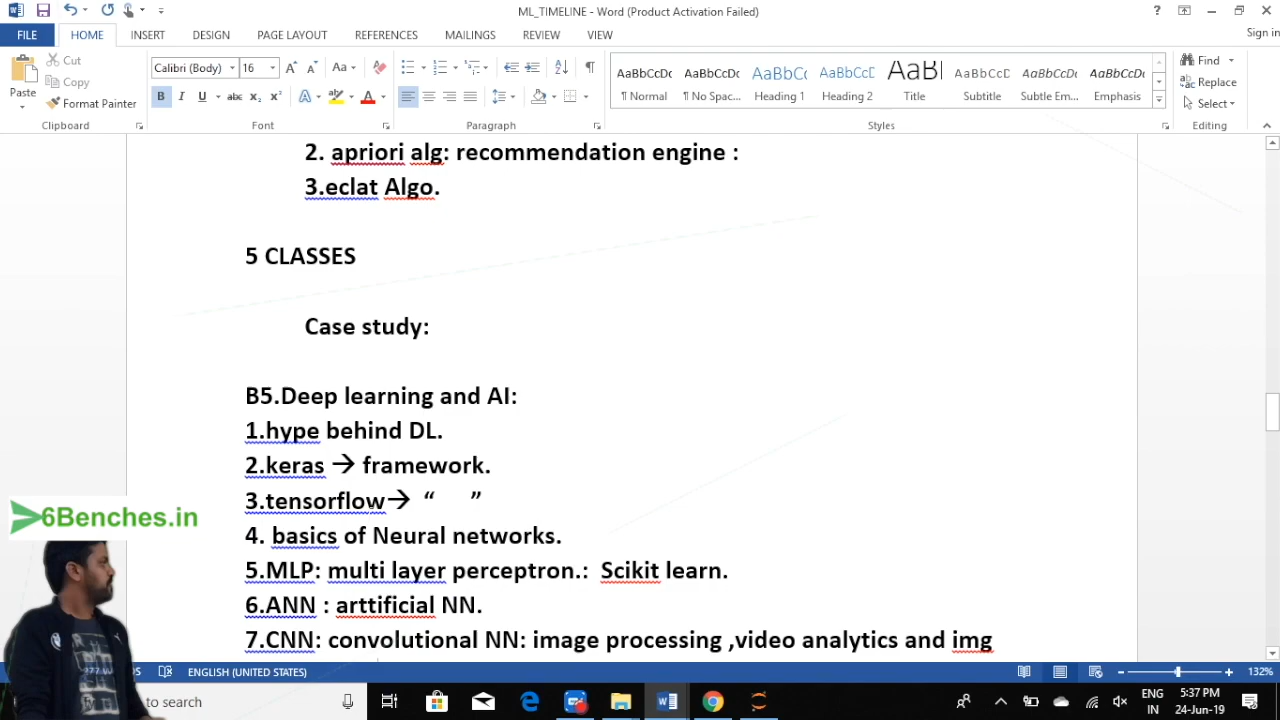 ML_TIMELINE - Word (Product Activation Failed)
?
FILE HOME INSERT DESIGN PAGE LAYOUT REFERENCES MAILINGS REVIEW VIEW Sign in
Paste
Cut
Copy
Format Painter
Calibri (Body) 16
AaBbCcDc AaBbCcDc AaBbCc AaBbCcD AaBl AaBbCcD AaBbCcDc AaBbCcDc
¶ Normal ¶ No Spac... Heading 1 Heading 2 Title Subtitle Subtle Em... Emphasis
Find
Replace
Select
Clipboard Font Paragraph Styles Editing
2. apriori alg: recommendation engine :
3.eclat Algo.
5 CLASSES
Case study:
B5.Deep learning and AI:
1.hype behind DL.
2.keras → framework.
3.tensorflow→ “ ”
4. basics of Neural networks.
5.MLP: multi layer perceptron.: Scikit learn.
6.ANN : arttificial NN.
7.CNN: convolutional NN: image processing ,video analytics and img
6Benches.in
ENGLISH (UNITED STATES) 132%
to search
ENG
IN
5:37 PM
24-Jun-19